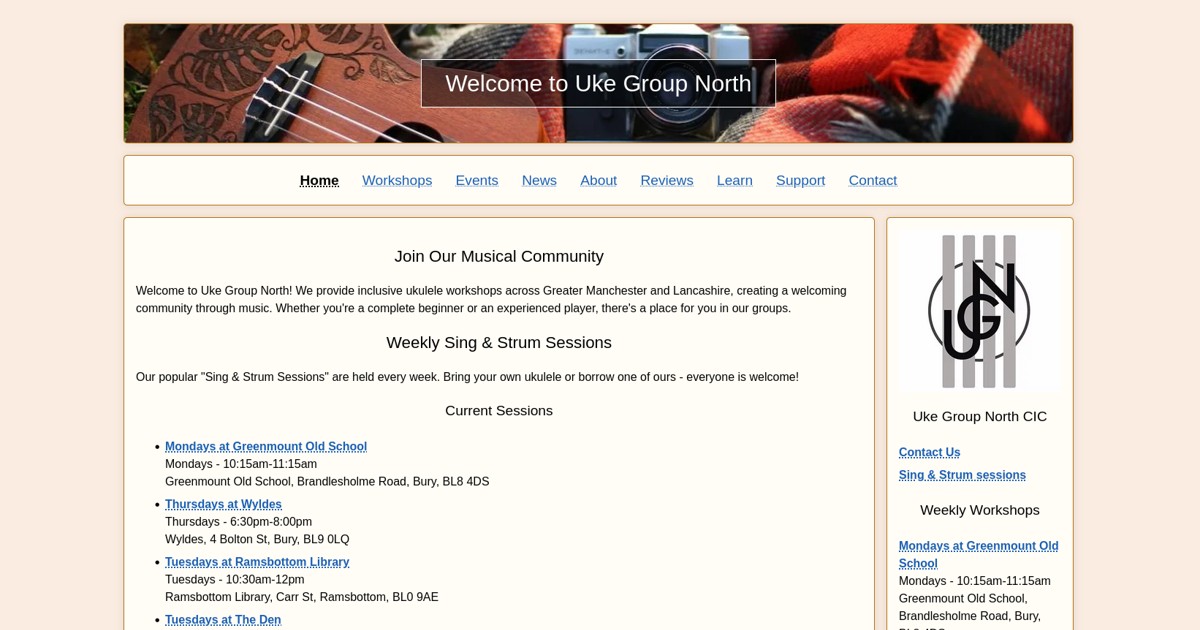 Welcome to Uke Group North
Home Workshops Events News About Reviews Learn Support Contact
Join Our Musical Community
Welcome to Uke Group North! We provide inclusive ukulele workshops across Greater Manchester and Lancashire, creating a welcoming
community through music. Whether you're a complete beginner or an experienced player, there's a place for you in our groups.
Weekly Sing & Strum Sessions
Our popular "Sing & Strum Sessions" are held every week. Bring your own ukulele or borrow one of ours - everyone is welcome!
Current Sessions
Mondays at Greenmount Old School
Mondays - 10:15am-11:15am
Greenmount Old School, Brandlesholme Road, Bury, BL8 4DS
Thursdays at Wyldes
Thursdays - 6:30pm-8:00pm
Wyldes, 4 Bolton St, Bury, BL9 0LQ
Tuesdays at Ramsbottom Library
Tuesdays - 10:30am-12pm
Ramsbottom Library, Carr St, Ramsbottom, BL0 9AE
Tuesdays at The Den
UGN
Uke Group North CIC
Contact Us
Sing & Strum sessions
Weekly Workshops
Mondays at Greenmount Old
School
Mondays - 10:15am-11:15am
Greenmount Old School,
Brandlesholme Road, Bury,